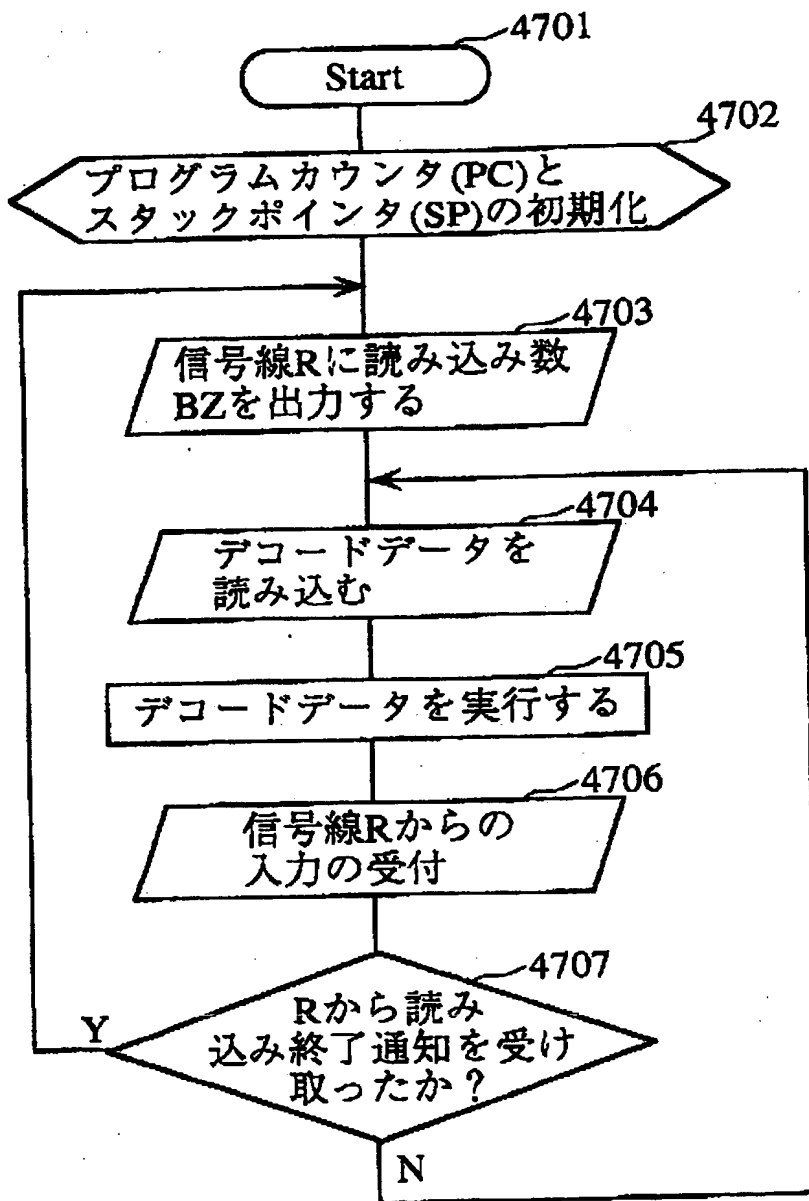 4701
Start
4702
プログラムカウンタ(PC)と
スタックポインタ(SP)の初期化
4703
信号線Rに読み込み数
BZを出力する
4704
デコードデータを
読み込む
4705
デコードデータを実行する
4706
信号線Rからの
入力の受付
4707
Rから読み
込み終了通知を受け
取ったか？
Y
N